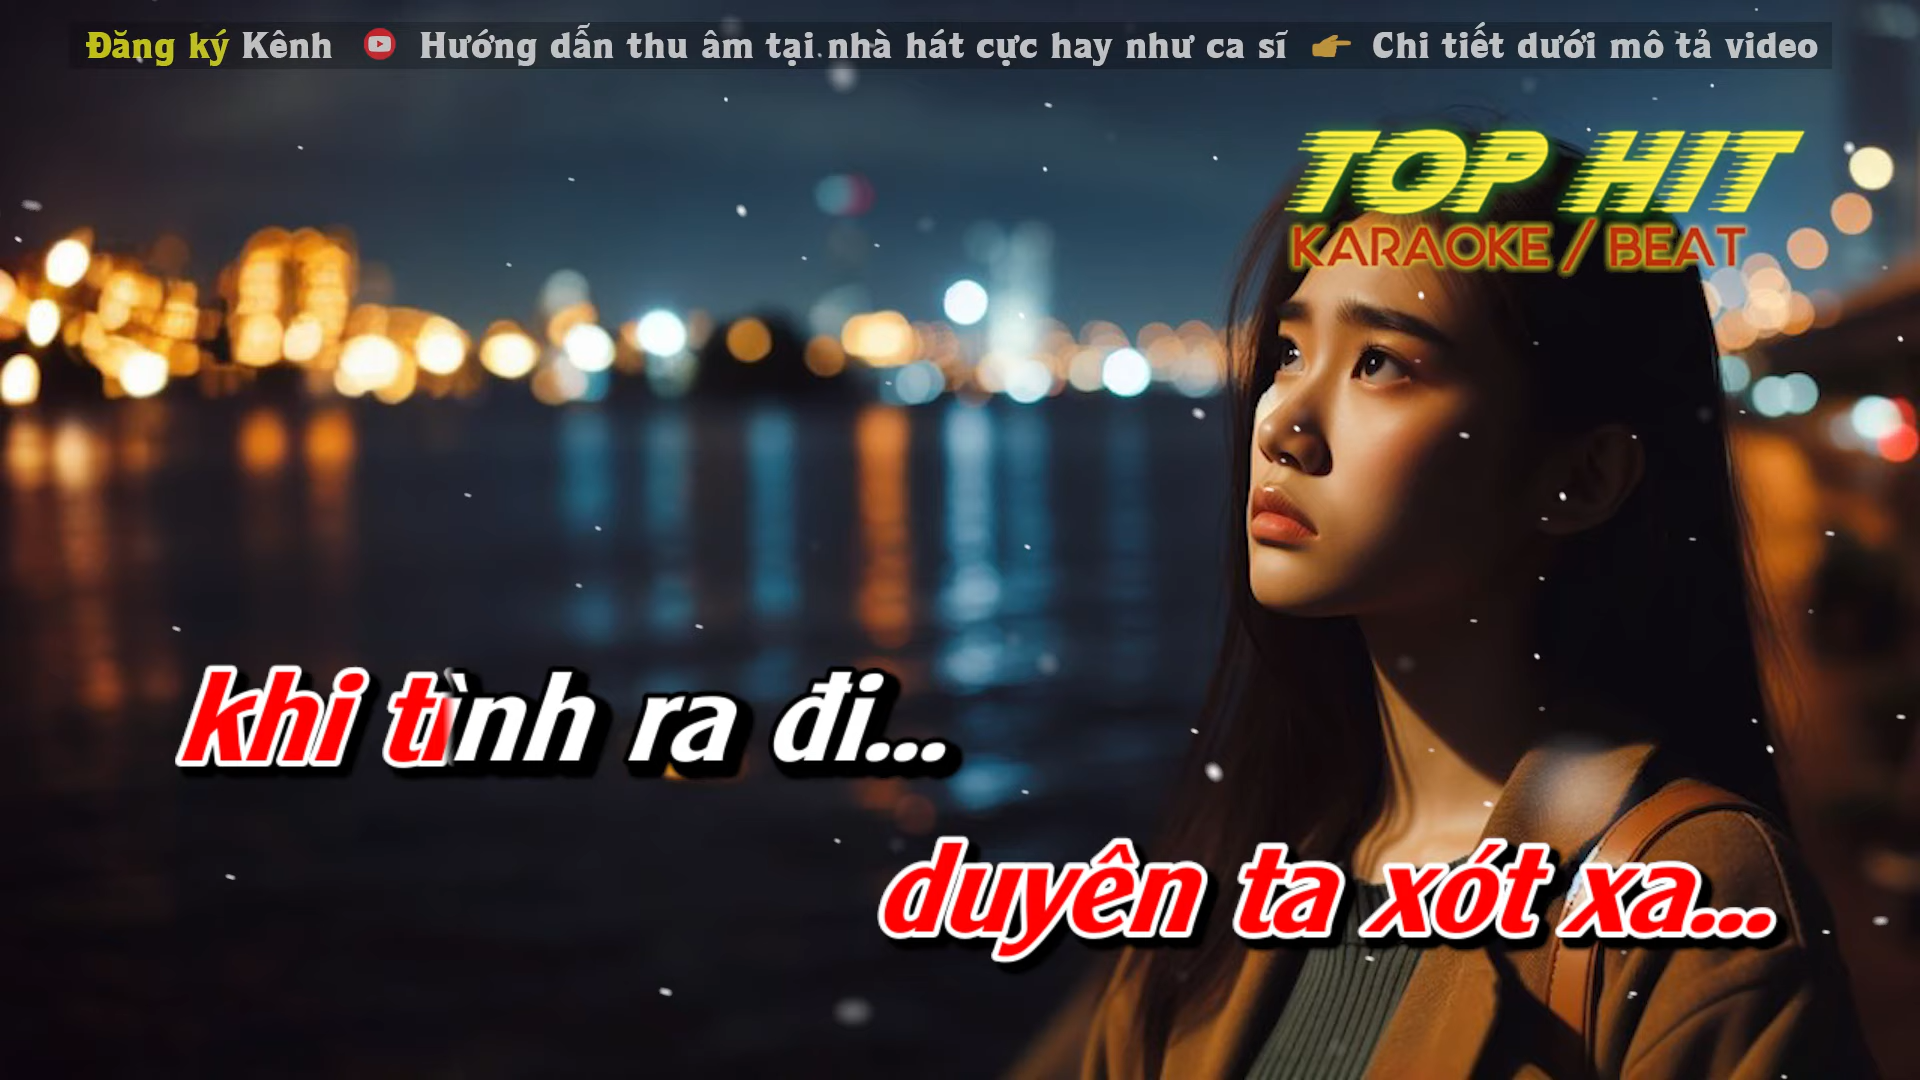 Đăng ký Kênh Hướng dẫn thu âm tại nhà hát cực hay như ca sĩ Chi tiết dưới mô tả video
TOP HIT
KARAOKE / BEAT
khi tình ra đi...
duyên ta xót xa...